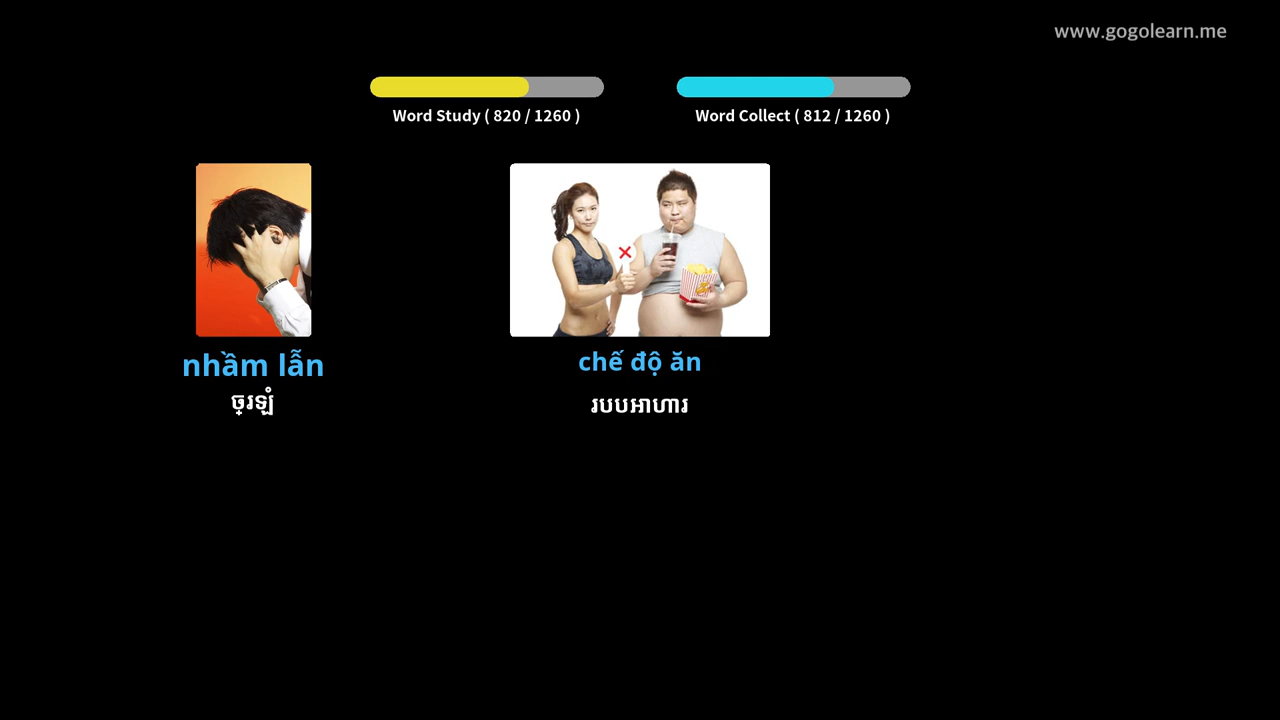 www.gogolearn.me
Word Study ( 820 / 1260 )
Word Collect ( 812 / 1260 )
nhầm lẫn
ច្រឡំ
chế độ ăn
របបអាហារ